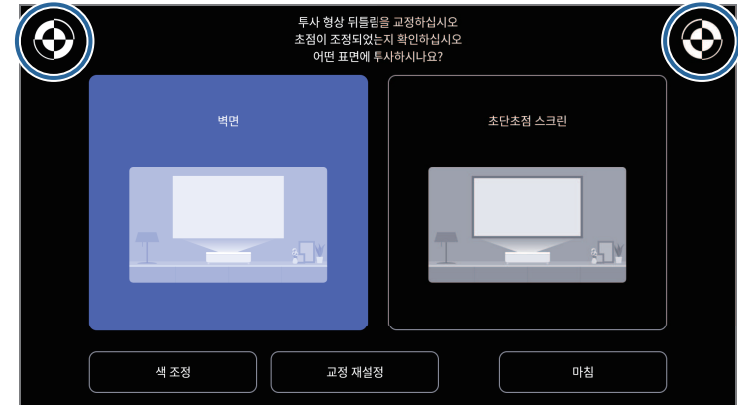 투사 형상 뒤틀림을 교정하십시오
초점이 조정되었는지 확인하십시오
어떤 표면에 투사하시나요?
벽면
초단초점 스크린
색 조정
교정 재설정
마침